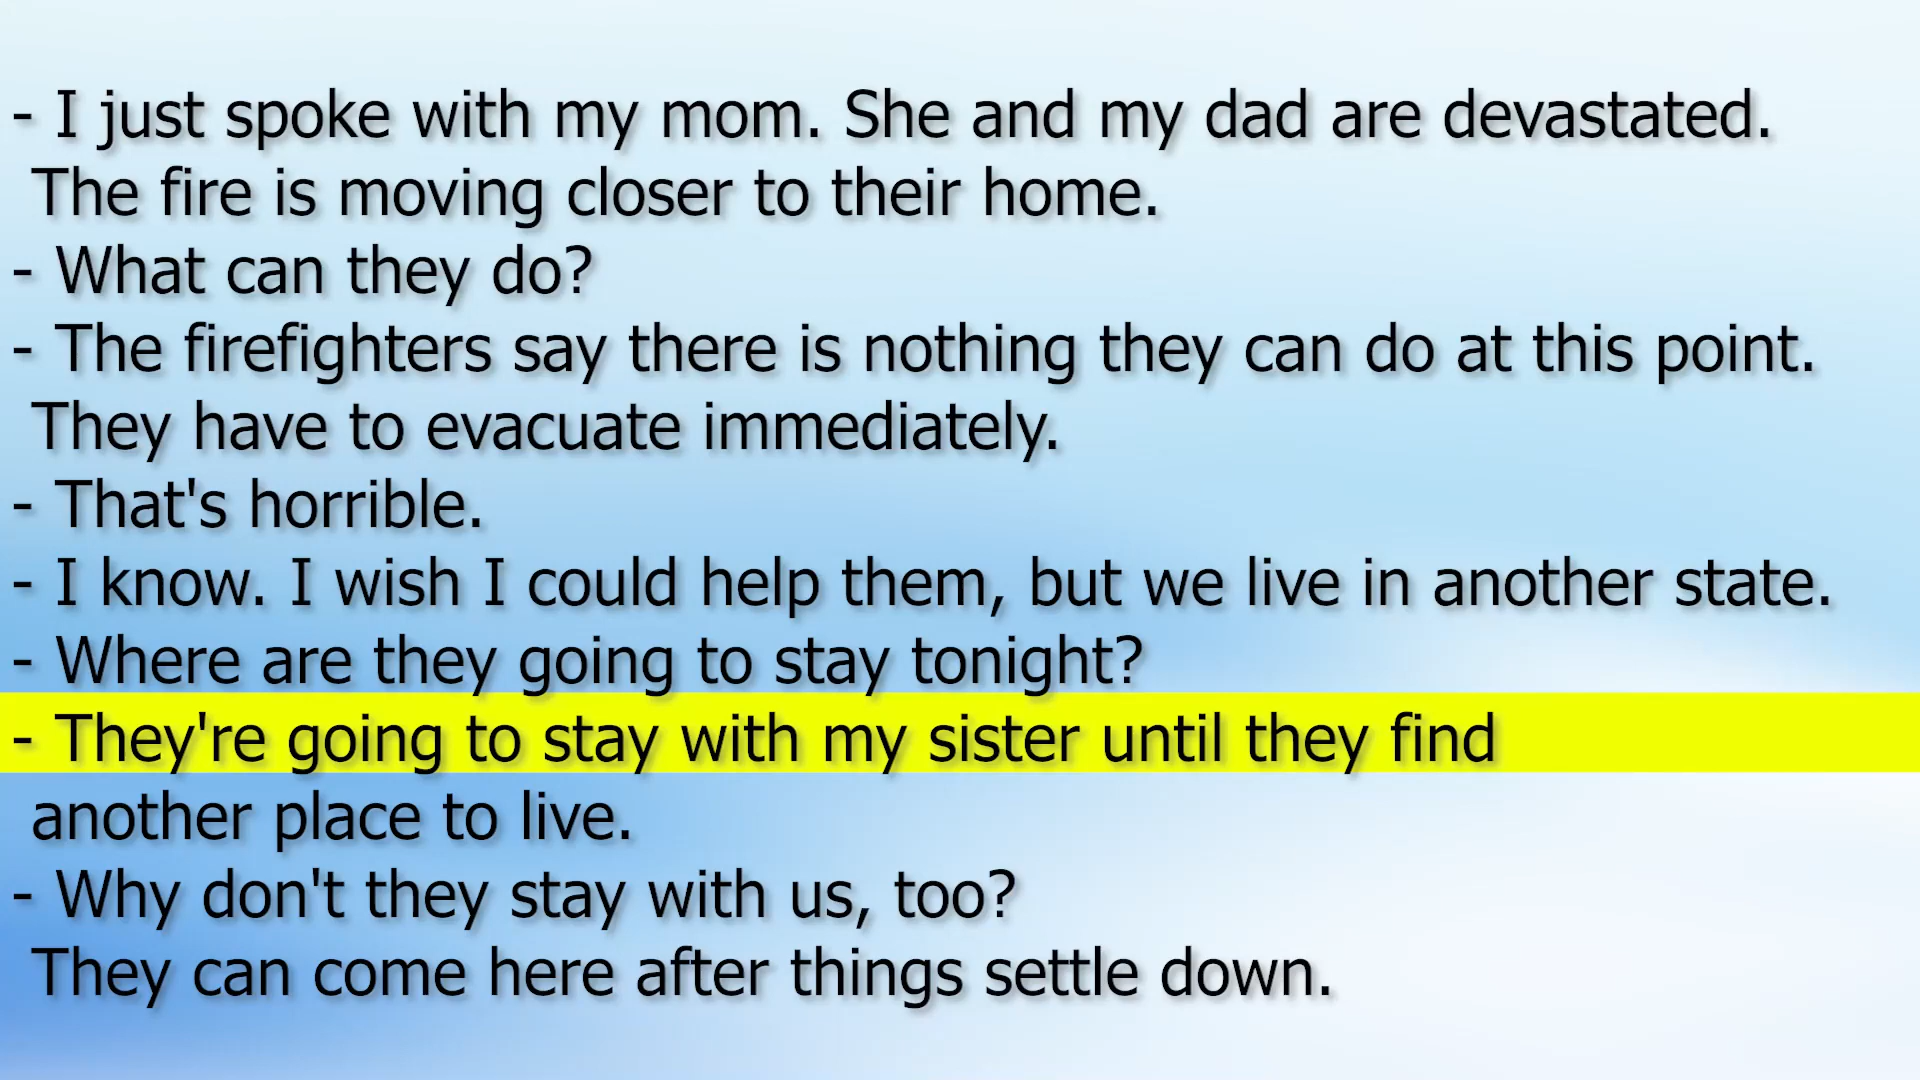 - I just spoke with my mom. She and my dad are devastated.
The fire is moving closer to their home.
- What can they do?
- The firefighters say there is nothing they can do at this point.
They have to evacuate immediately.
- That's horrible.
- I know. I wish I could help them, but we live in another state.
- Where are they going to stay tonight?
- They're going to stay with my sister until they find
another place to live.
- Why don't they stay with us, too?
They can come here after things settle down.